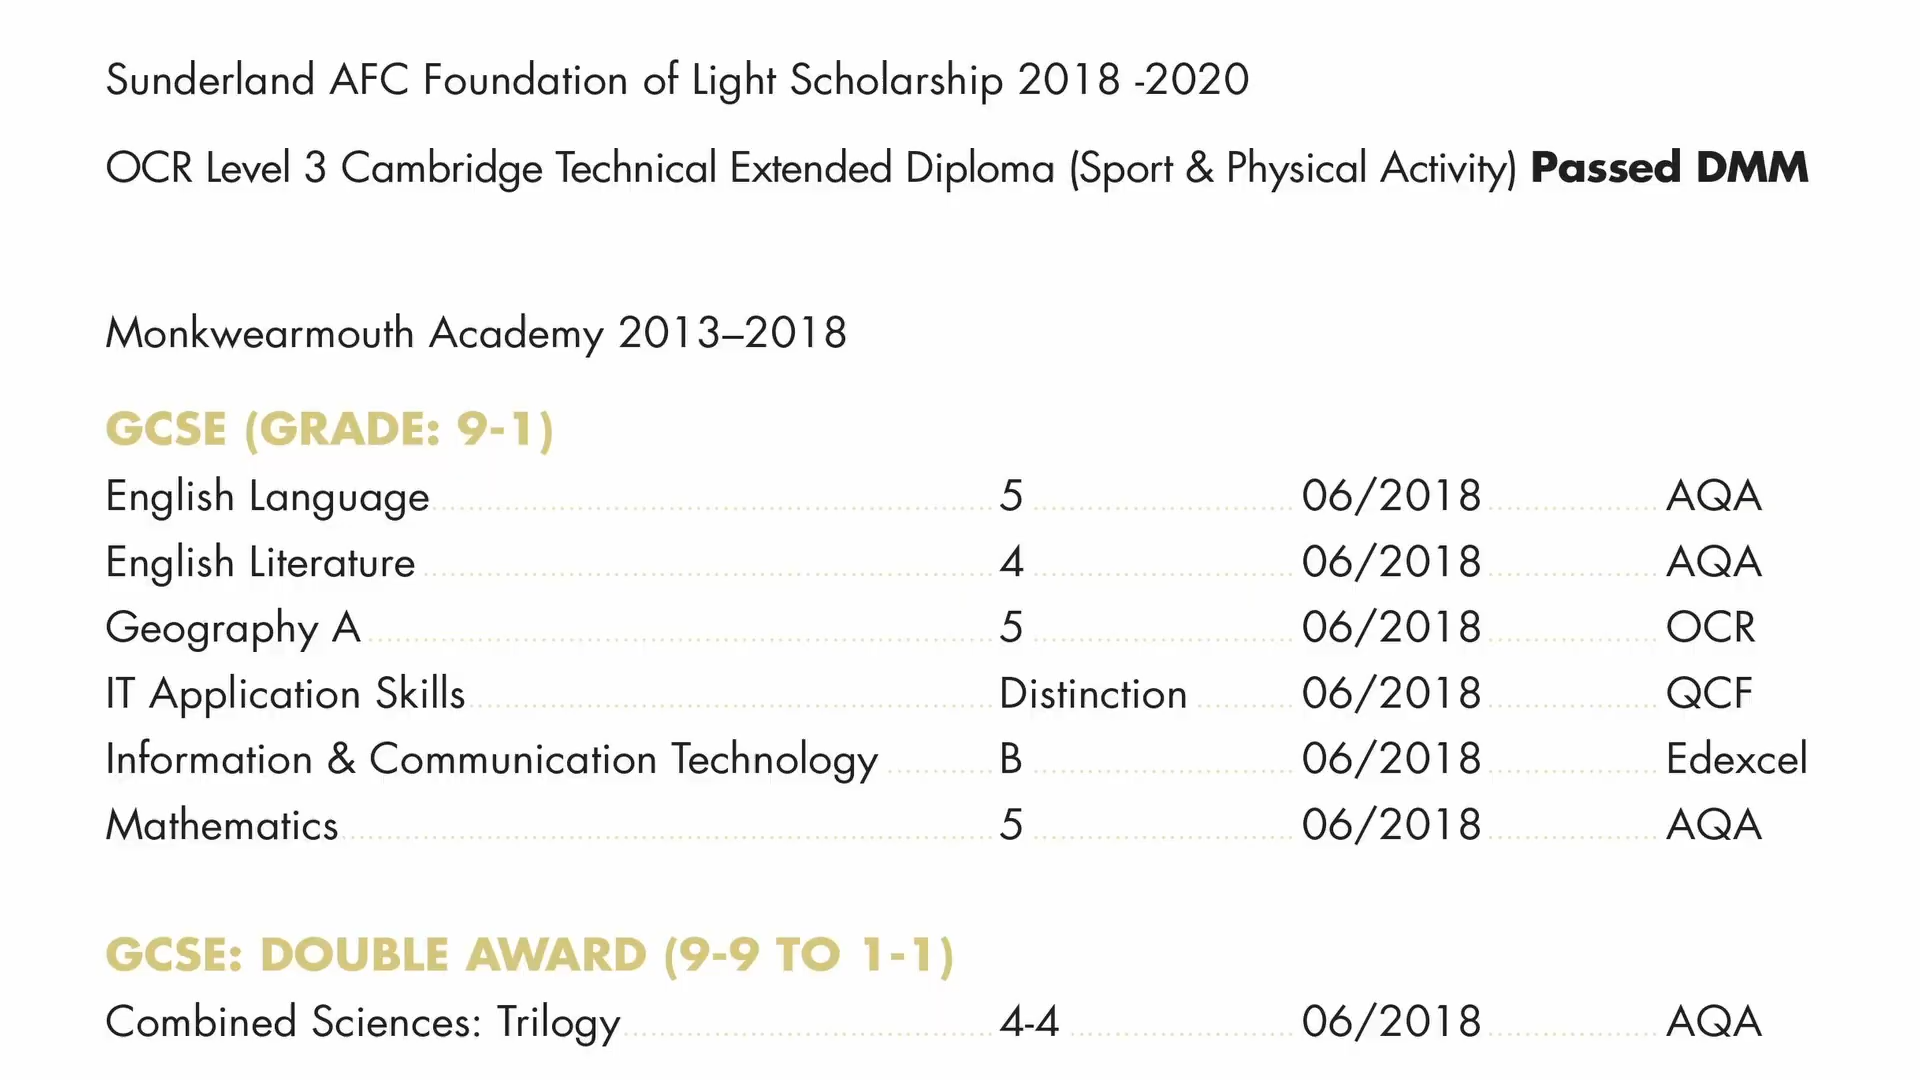 Sunderland AFC Foundation of Light Scholarship 2018 -2020
OCR Level 3 Cambridge Technical Extended Diploma (Sport & Physical Activity) Passed DMM
Monkwearmouth Academy 2013–2018
GCSE (GRADE: 9-1)
English Language 5 06/2018 AQA
English Literature 4 06/2018 AQA
Geography A 5 06/2018 OCR
IT Application Skills Distinction 06/2018 QCF
Information & Communication Technology B 06/2018 Edexcel
Mathematics 5 06/2018 AQA
GCSE: DOUBLE AWARD (9-9 TO 1-1)
Combined Sciences: Trilogy 4-4 06/2018 AQA